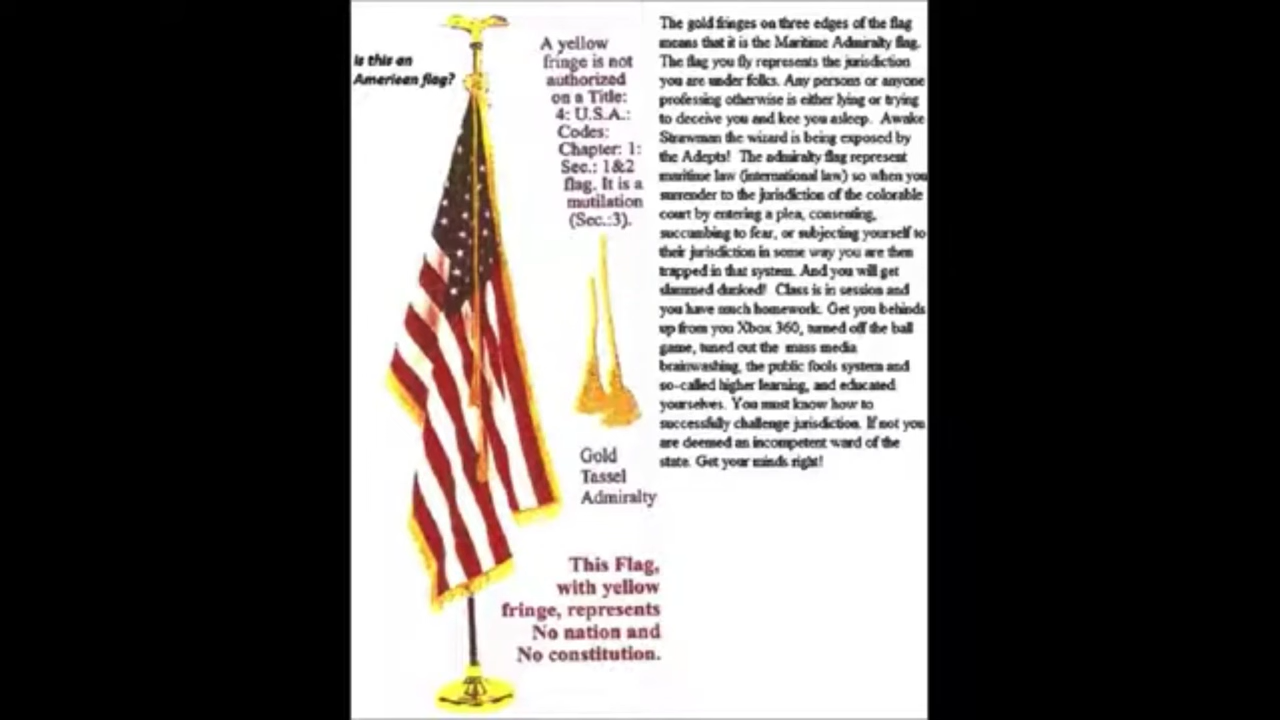 Is this an
American flag?
A yellow
fringe is not
authorized
on a Title:
4: U.S.A.:
Codes:
Chapter: 1:
Sec.: 1&2
flag. It is a
mutilation
(Sec.:3).
Gold
Tassel
Admiralty
This Flag,
with yellow
fringe, represents
No nation and
No constitution.
The gold fringes on three edges of the flag
means that it is the Maritime Admiralty flag.
The flag you fly represents the jurisdiction
you are under folks. Any persons or anyone
professing otherwise is either lying or trying
to deceive you and kee you asleep. Awake
Strawman the wizard is being exposed by
the Adepts! The admiralty flag represent
maritime law (international law) so when you
surrender to the jurisdiction of the colorable
court by entering a plea, consenting,
succumbing to fear, or subjecting yourself to
their jurisdiction in some way you are then
trapped in that system. And you will get
slammed dunked! Class is in session and
you have much homework. Get you behinds
up from you Xbox 360, turned off the ball
game, tuned out the mass media
brainwashing, the public fools system and
so-called higher learning, and educated
yourselves. You must know how to
successfully challenge jurisdiction. If not you
are deemed an incompetent ward of the
state. Get your minds right!